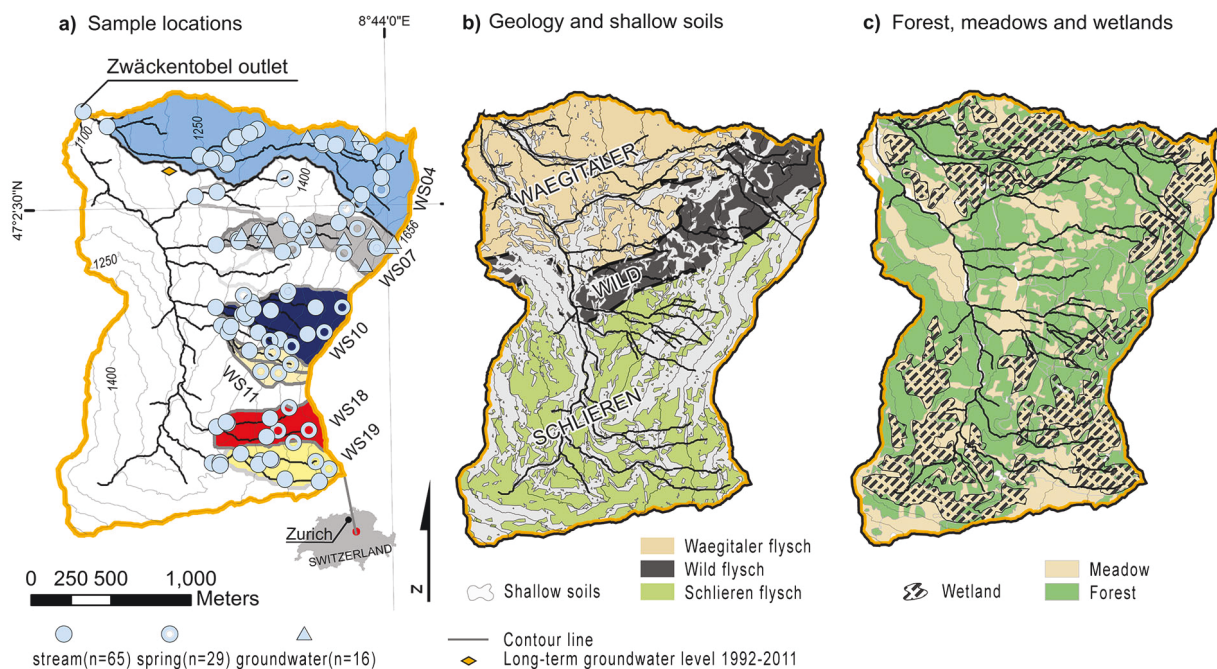 a) Sample locations
8°44'0"E
Zwäckentobel outlet
1100
1250
1400
47°2'30"N
WS04
1656
WS07
1250
WS10
1400
WS11
WS18
WS19
Zurich
SWITZERLAND
N
0 250 500 1,000
Meters
stream(n=65) spring(n=29) groundwater(n=16)
b) Geology and shallow soils
WAEGITALER
WILD
SCHLIEREN
Waegitaler flysch
Wild flysch
Shallow soils
Schlieren flysch
Contour line
Long-term groundwater level 1992-2011
c) Forest, meadows and wetlands
Meadow
Wetland
Forest